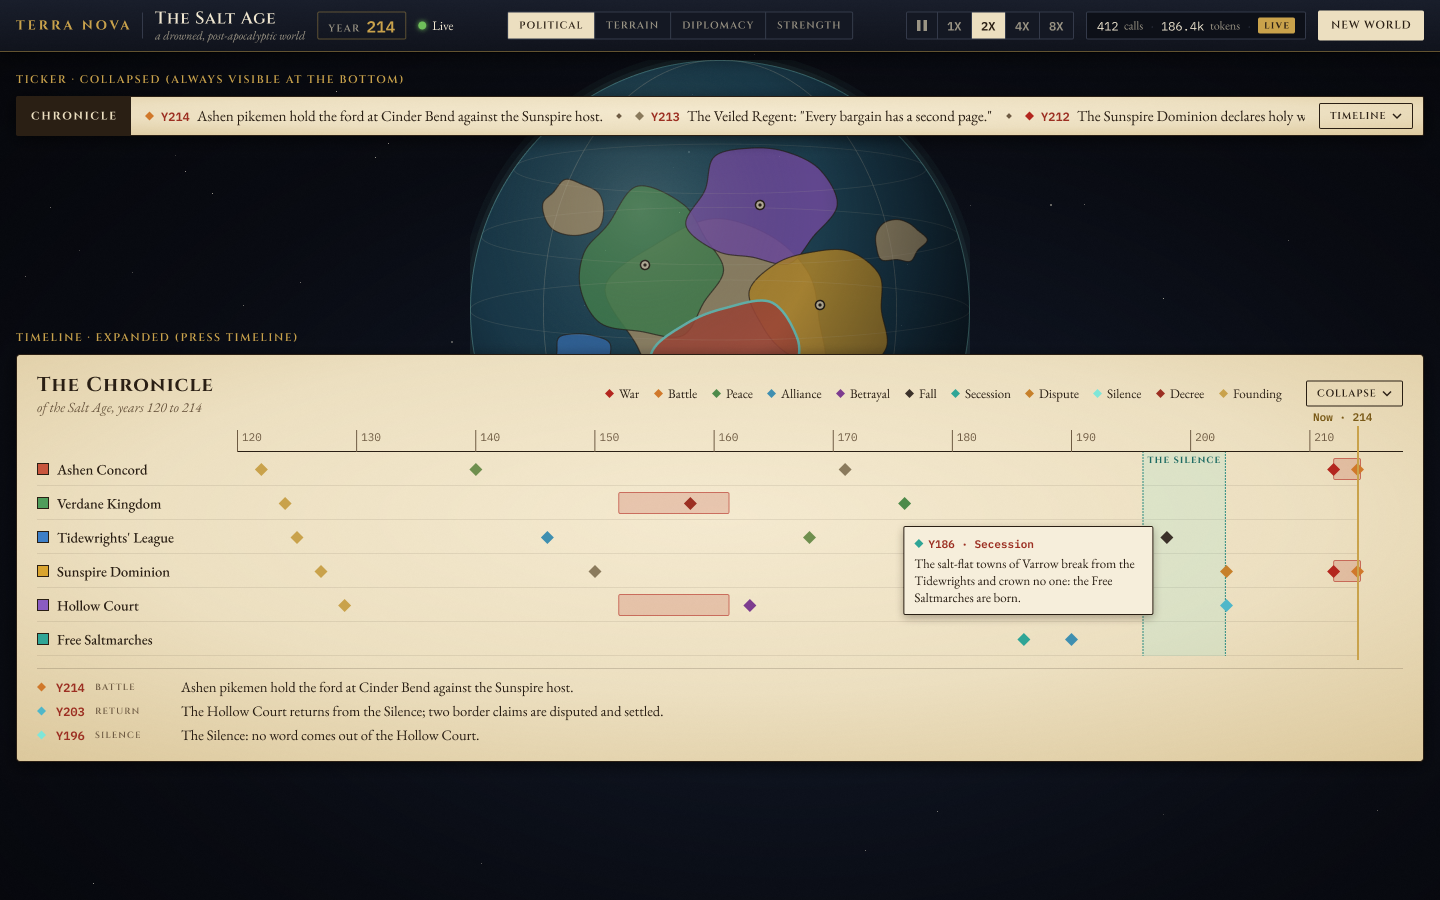 TERRA NOVA
THE SALT AGE
a drowned, post-apocalyptic world
YEAR 214
Live
POLITICAL
TERRAIN
DIPLOMACY
STRENGTH
1X
2X
4X
8X
412 calls · 186.4k tokens · LIVE
NEW WORLD
TICKER · COLLAPSED (ALWAYS VISIBLE AT THE BOTTOM)
CHRONICLE
Y214 Ashen pikemen hold the ford at Cinder Bend against the Sunspire host.
Y213 The Veiled Regent: "Every bargain has a second page."
Y212 The Sunspire Dominion declares holy w
TIMELINE
TIMELINE · EXPANDED (PRESS TIMELINE)
THE CHRONICLE
of the Salt Age, years 120 to 214
War
Battle
Peace
Alliance
Betrayal
Fall
Secession
Dispute
Silence
Decree
Founding
COLLAPSE
Now · 214
120
130
140
150
160
170
180
190
200
210
THE SILENCE
Ashen Concord
Verdane Kingdom
Tidewrights' League
Sunspire Dominion
Hollow Court
Free Saltmarches
Y186 · Secession
The salt-flat towns of Varrow break from the
Tidewrights and crown no one: the Free
Saltmarches are born.
Y214 BATTLE Ashen pikemen hold the ford at Cinder Bend against the Sunspire host.
Y203 RETURN The Hollow Court returns from the Silence; two border claims are disputed and settled.
Y196 SILENCE The Silence: no word comes out of the Hollow Court.